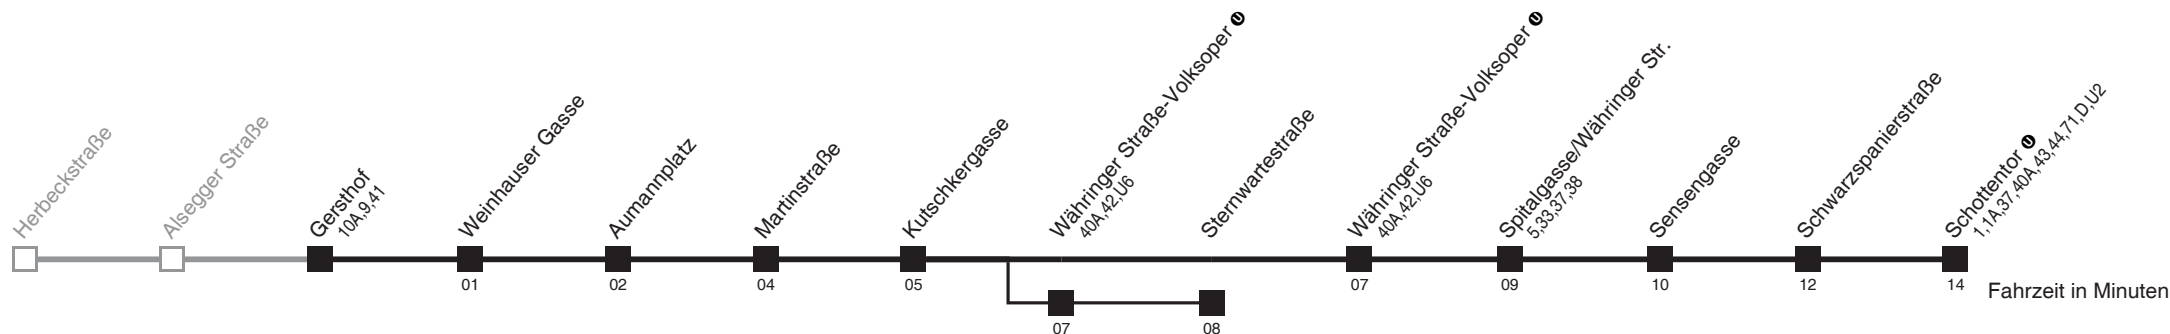 Herbeckstraße
Alsegger Straße
Gersthof
10A,9,41
Weinhauser Gasse
Aumannplatz
Martinstraße
Kutschkergasse
Währinger Straße-Volksoper U
40A,42,U6
Sternwartestraße
Währinger Straße-Volksoper U
40A,42,U6
Spitalgasse/Währinger Str.
5,33,37,38
Sensengasse
Schwarzspanierstraße
Schottentor U
1,1A,37,40A,43,44,71,D,U2
01
02
04
05
07
09
10
12
14
Fahrzeit in Minuten
07
08